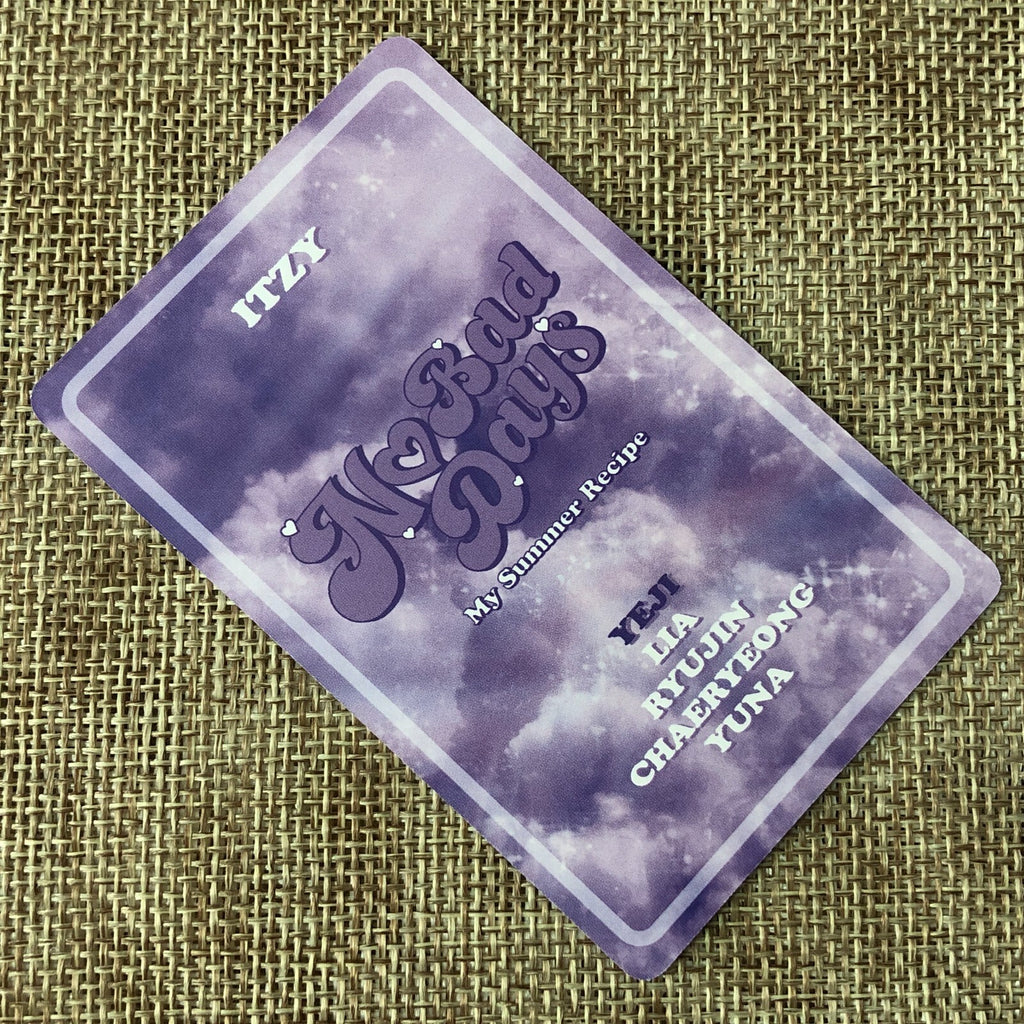 ITZY
No Bad
Days
My Summer Recipe
YEJI
LIA
RYUJIN
CHAERYEONG
YUNA